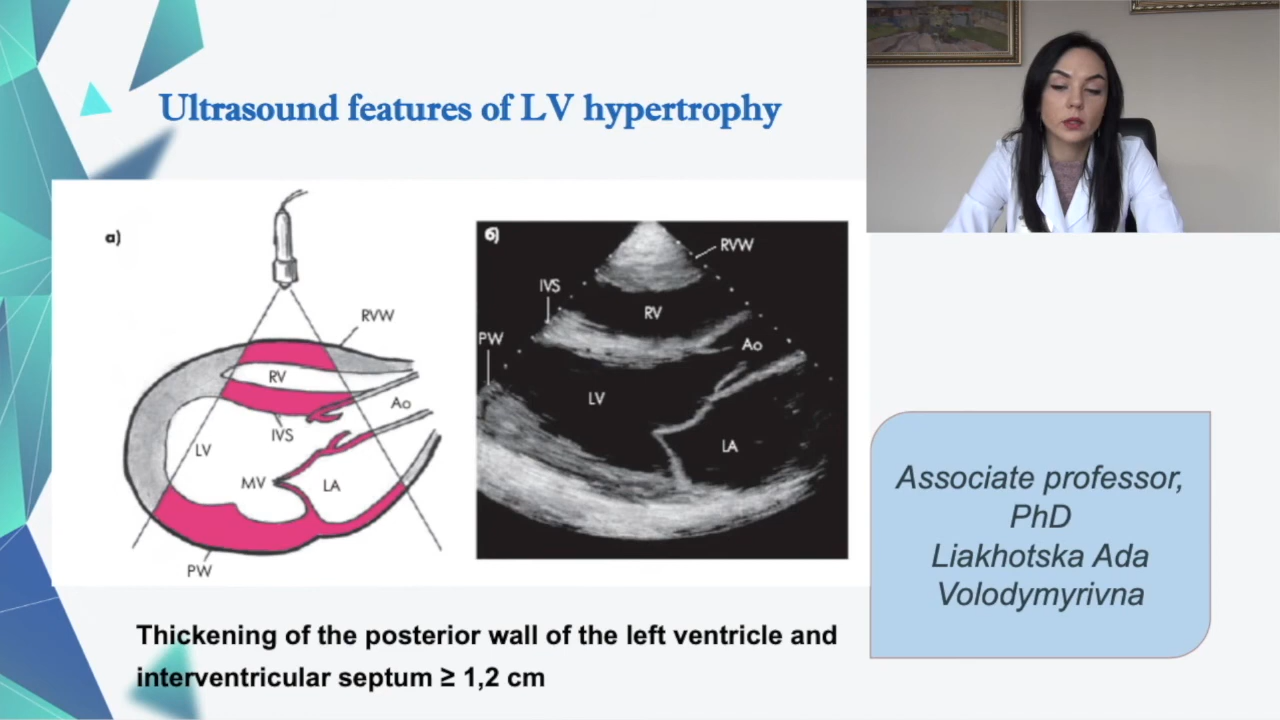 Ultrasound features of LV hypertrophy
a)
RVW
RV
Ao
IVS
LV
MV
LA
PW
б)
RVW
IVS
RV
PW
Ao
LV
LA
Thickening of the posterior wall of the left ventricle and
interventricular septum ≥ 1,2 cm
Associate professor,
PhD
Liakhotska Ada
Volodymyrivna